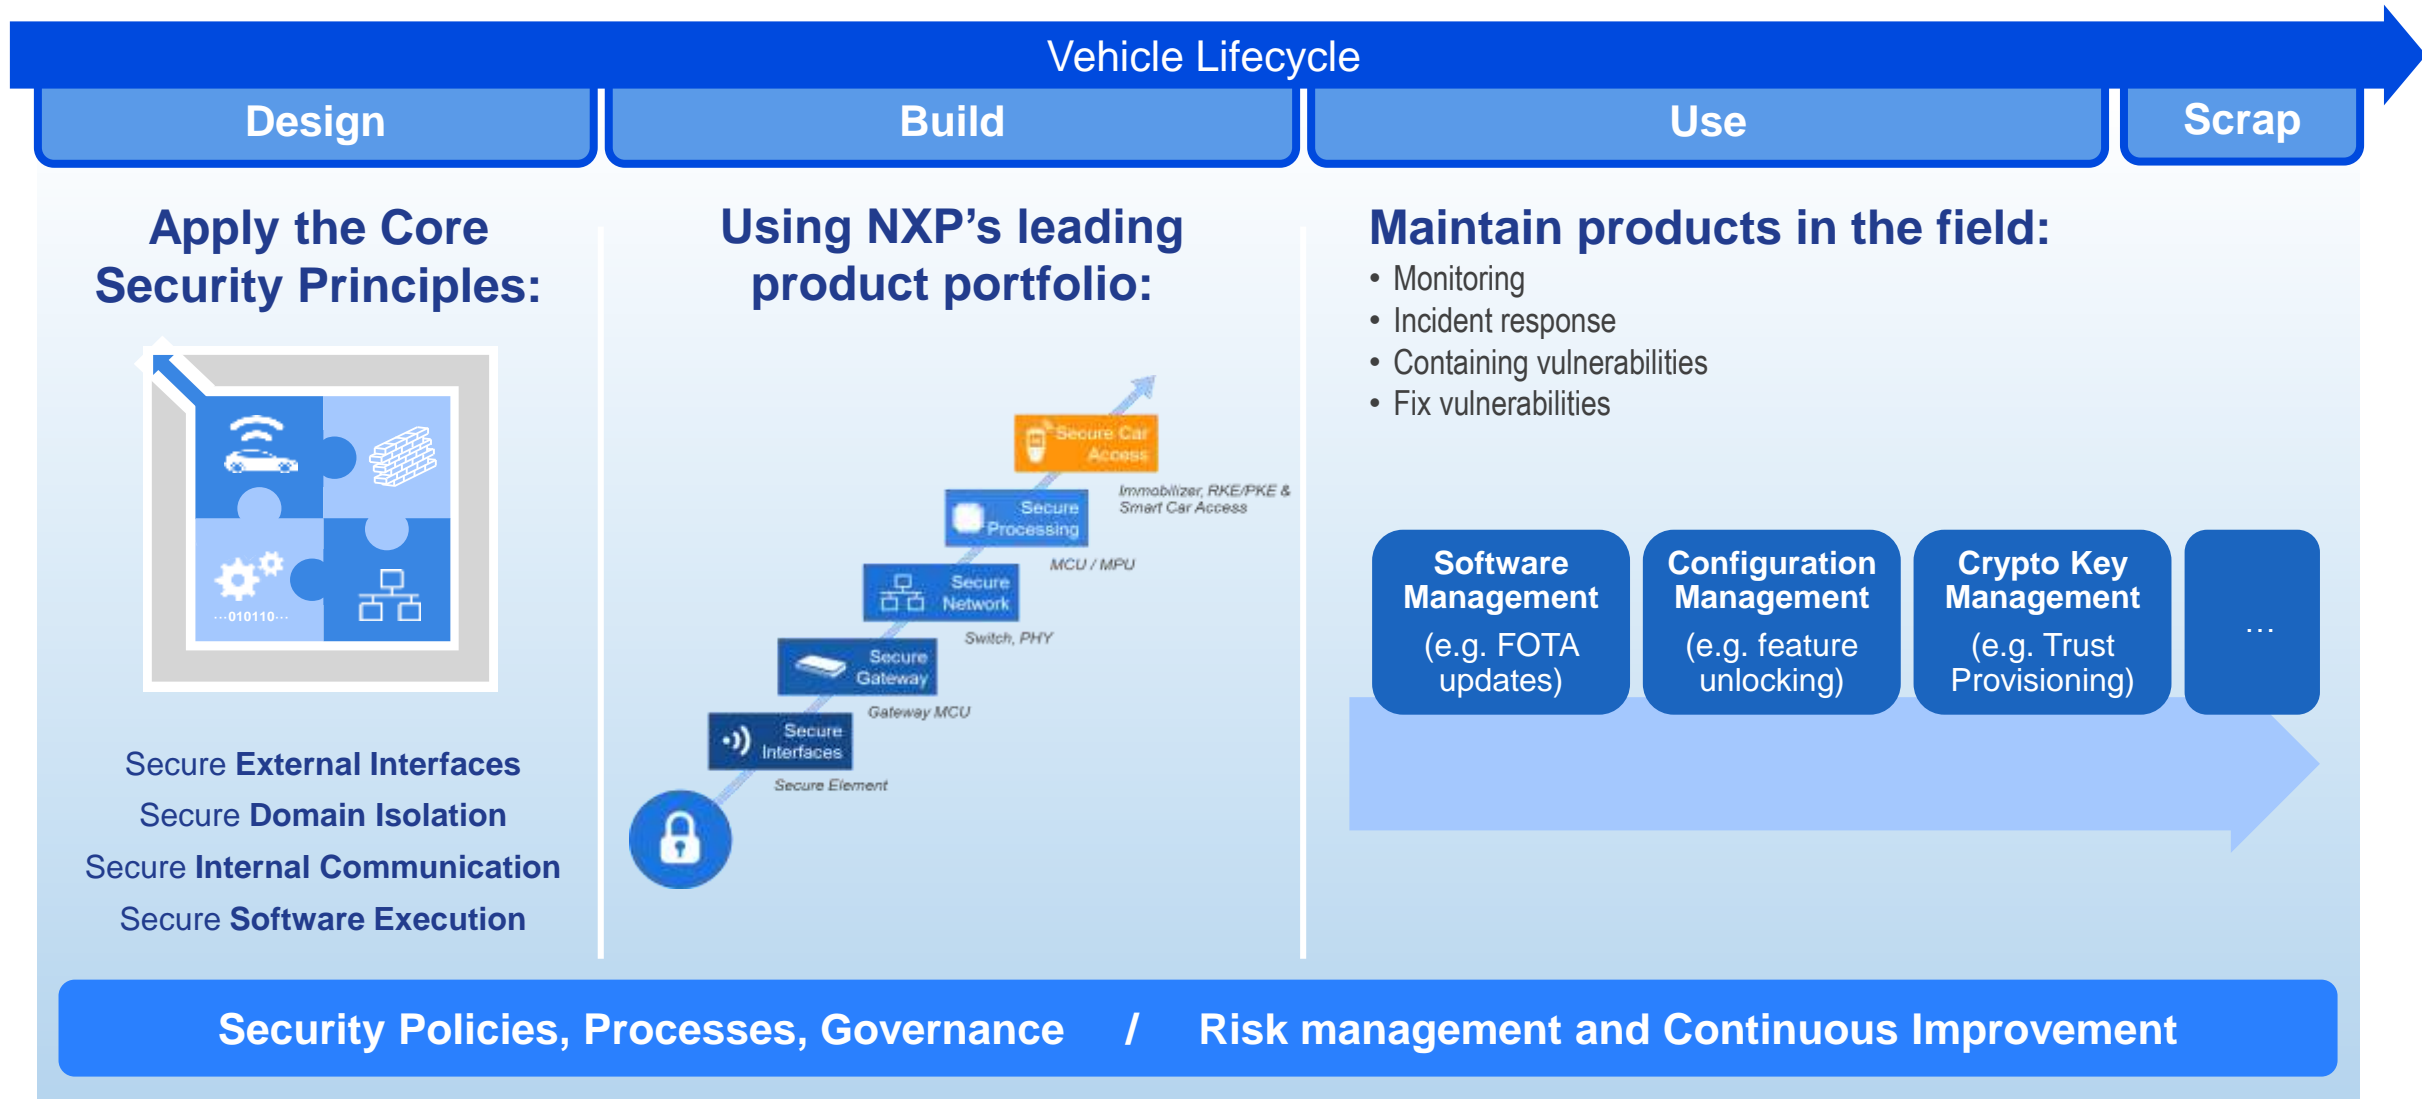 Vehicle Lifecycle
Design
Build
Use
Scrap
Apply the Core
Security Principles:
···010110···
Secure External Interfaces
Secure Domain Isolation
Secure Internal Communication
Secure Software Execution
Using NXP’s leading
product portfolio:
Secure Car
Access
Immobilizer, RKE/PKE &
Smart Car Access
Secure
Processing
MCU / MPU
Secure
Network
Switch, PHY
Secure
Gateway
Gateway MCU
Secure
Interfaces
Secure Element
Maintain products in the field:
• Monitoring
• Incident response
• Containing vulnerabilities
• Fix vulnerabilities
Software
Management
(e.g. FOTA
updates)
Configuration
Management
(e.g. feature
unlocking)
Crypto Key
Management
(e.g. Trust
Provisioning)
…
Security Policies, Processes, Governance / Risk management and Continuous Improvement